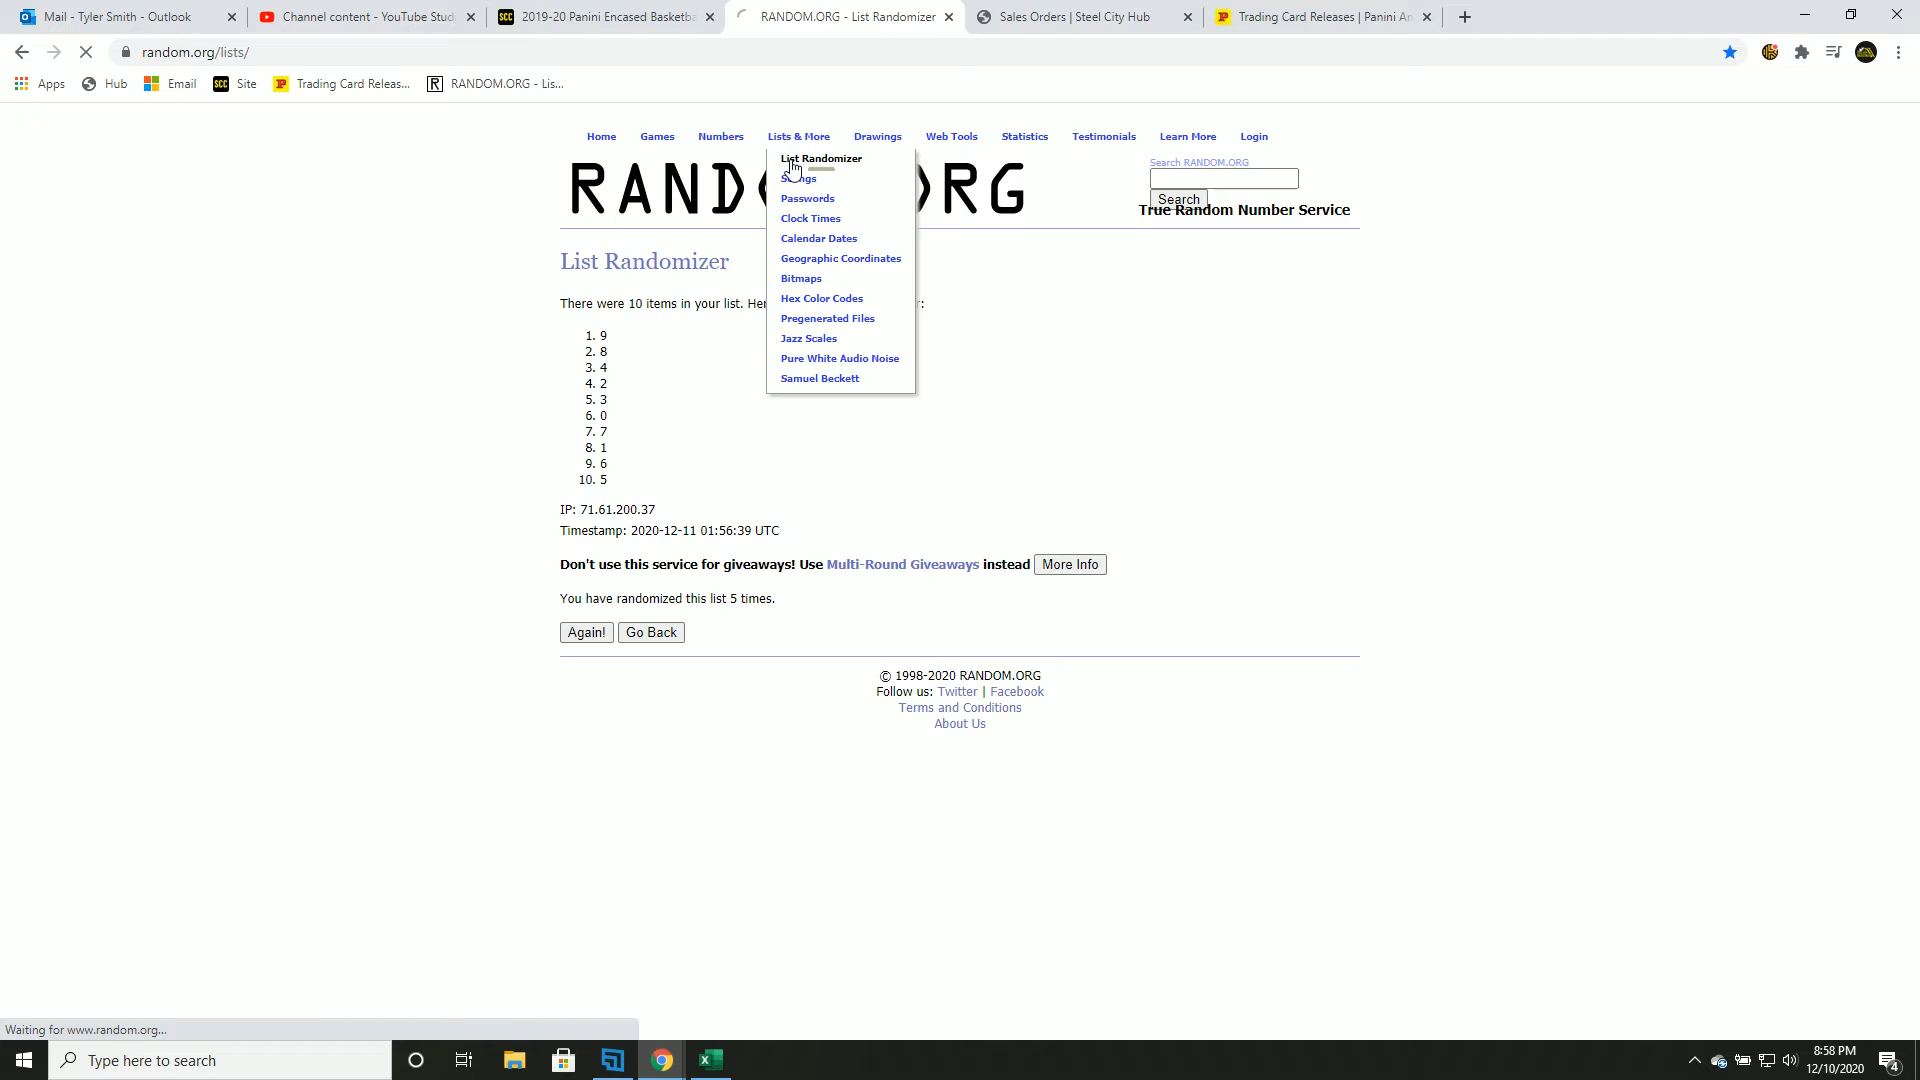 Mail - Tyler Smith - Outlook
Channel content - YouTube Studi
SCC 2019-20 Panini Encased Basketba
RANDOM.ORG - List Randomizer
Sales Orders | Steel City Hub
P Trading Card Releases | Panini Am
random.org/lists/
Apps Hub Email SCC Site P Trading Card Releas... R RANDOM.ORG - Lis...
Home Games Numbers Lists & More Drawings Web Tools Statistics Testimonials Learn More Login
List Randomizer
Passwords
Clock Times
Calendar Dates
Geographic Coordinates
Bitmaps
Hex Color Codes
Pregenerated Files
Jazz Scales
Pure White Audio Noise
Samuel Beckett
Search RANDOM.ORG
Search
True Random Number Service
List Randomizer
There were 10 items in your list.
1. 9
2. 8
3. 4
4. 2
5. 3
6. 0
7. 7
8. 1
9. 6
10. 5
IP: 71.61.200.37
Timestamp: 2020-12-11 01:56:39 UTC
Don't use this service for giveaways! Use Multi-Round Giveaways instead More Info
You have randomized this list 5 times.
Again! Go Back
© 1998-2020 RANDOM.ORG
Follow us: Twitter | Facebook
Terms and Conditions
About Us
Waiting for www.random.org...
Type here to search
8:58 PM
12/10/2020
4